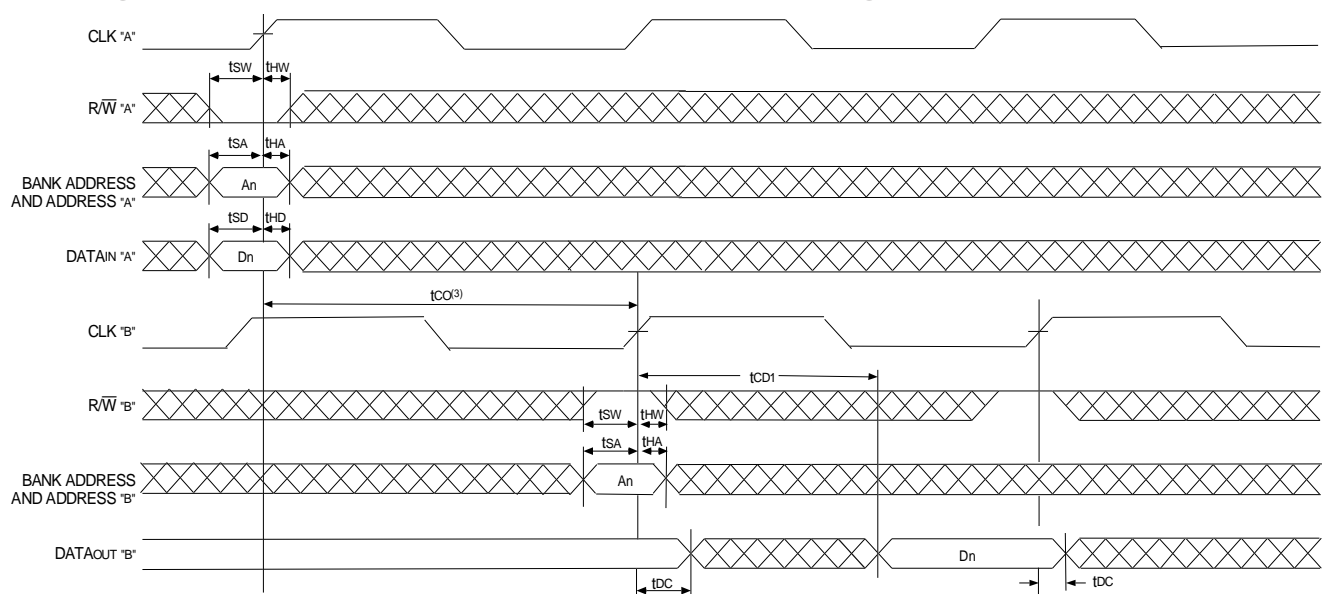 CLK "A"
tSW tHW
R/W̅ "A"
tSA tHA
BANK ADDRESS
AND ADDRESS "A"
An
tSD tHD
DATAIN "A"
Dn
tCO(3)
CLK "B"
tCD1
R/W̅ "B"
tSW tHW
tSA tHA
BANK ADDRESS
AND ADDRESS "B"
An
DATAOUT "B"
Dn
tDC
tDC